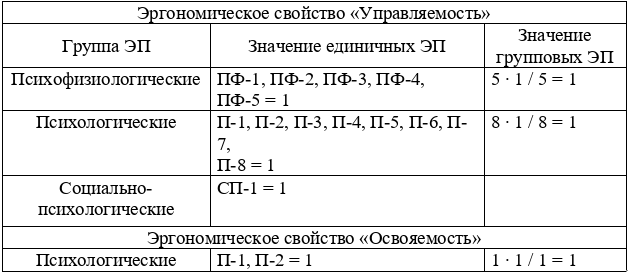 Эргономическое свойство «Управляемость»
Группа ЭП
Значение единичных ЭП
Значение
групповых ЭП
Психофизиологические
ПФ-1, ПФ-2, ПФ-3, ПФ-4,
ПФ-5 = 1
5 · 1 / 5 = 1
Психологические
П-1, П-2, П-3, П-4, П-5, П-6, П-
7,
П-8 = 1
8 · 1 / 8 = 1
Социально-
психологические
СП-1 = 1
Эргономическое свойство «Освояемость»
Психологические
П-1, П-2 = 1
1 · 1 / 1 = 1